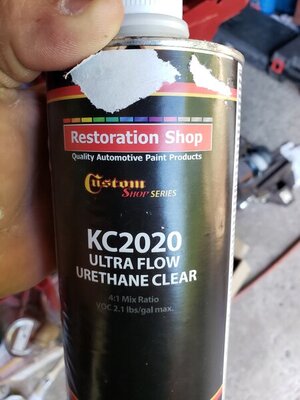 Restoration Shop
Quality Automotive Paint Products
Custom
SHOP SERIES
KC2020
ULTRA FLOW
URETHANE CLEAR
4:1 Mix Ratio
VOC 2.1 lbs/gal max.